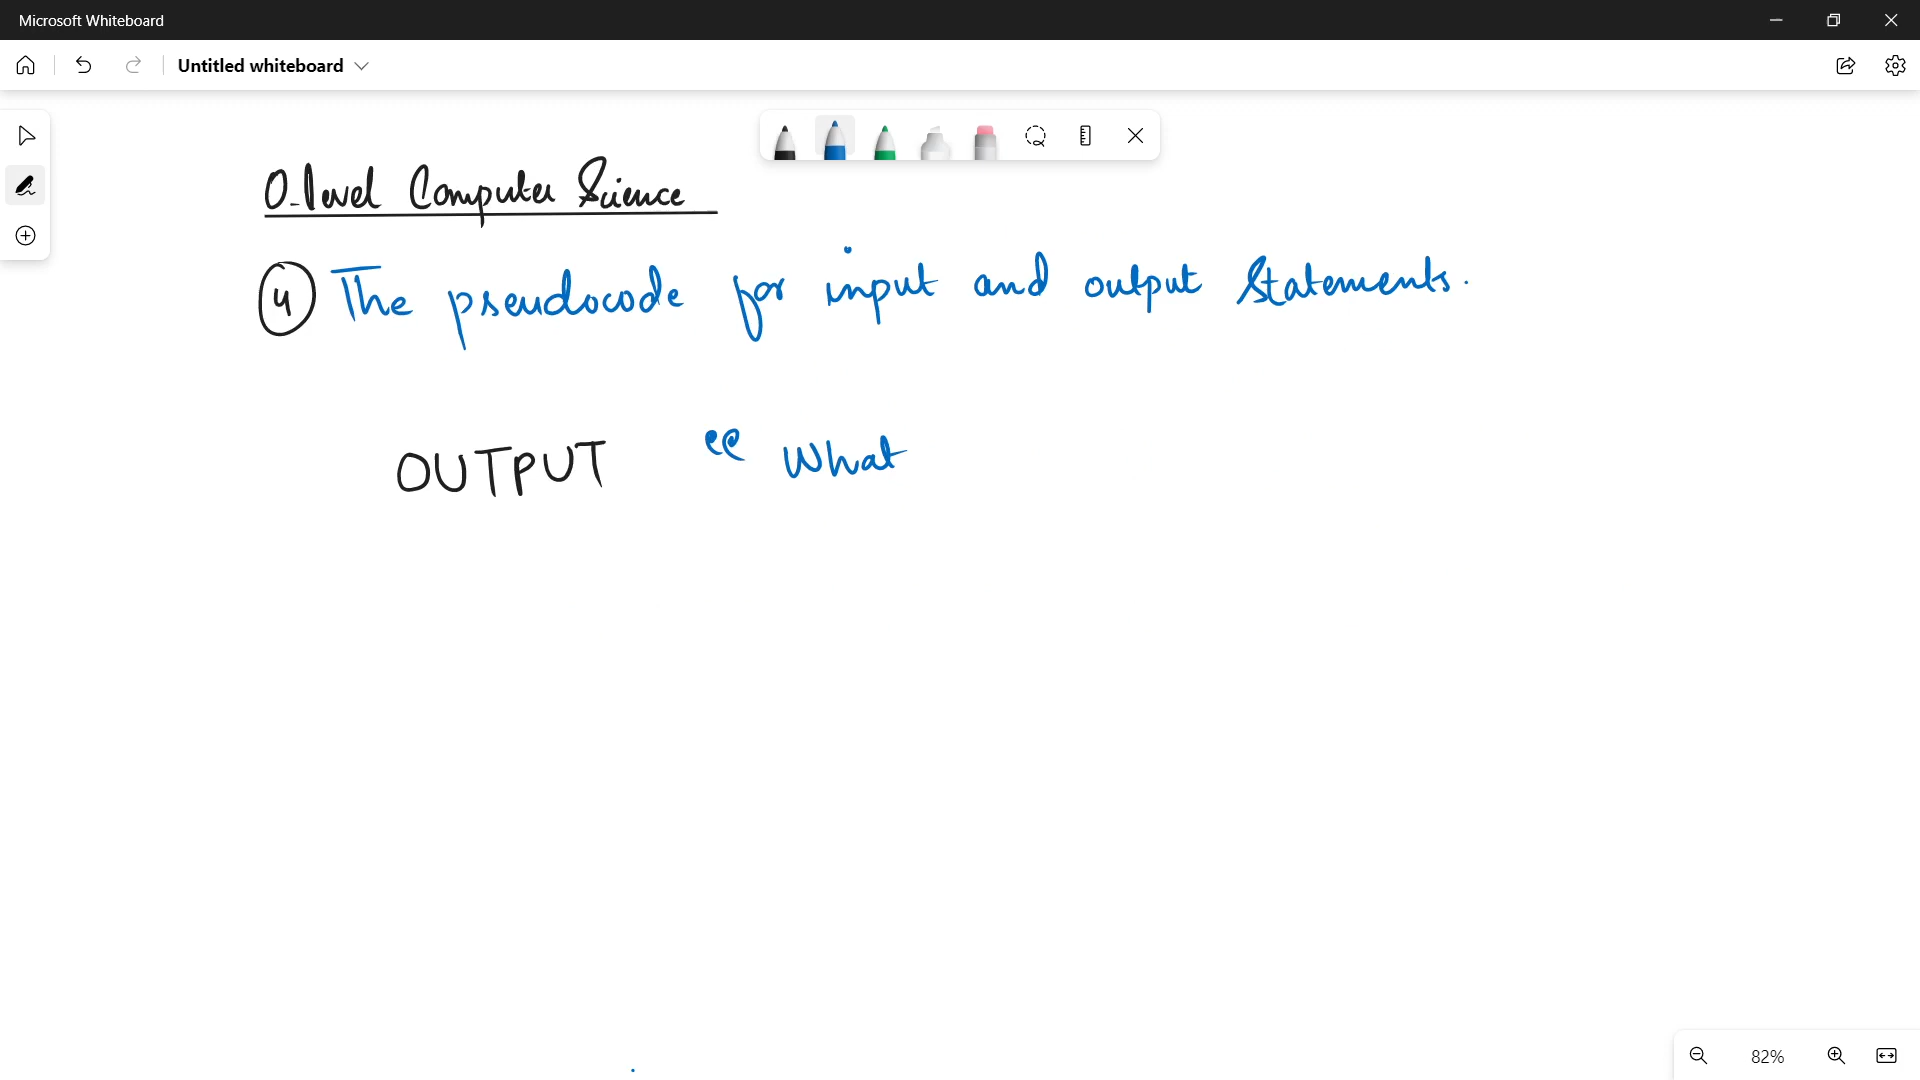 Microsoft Whiteboard
Untitled whiteboard
O-level Computer Science
4 The pseudocode for input and output Statements.
OUTPUT “ What
82%